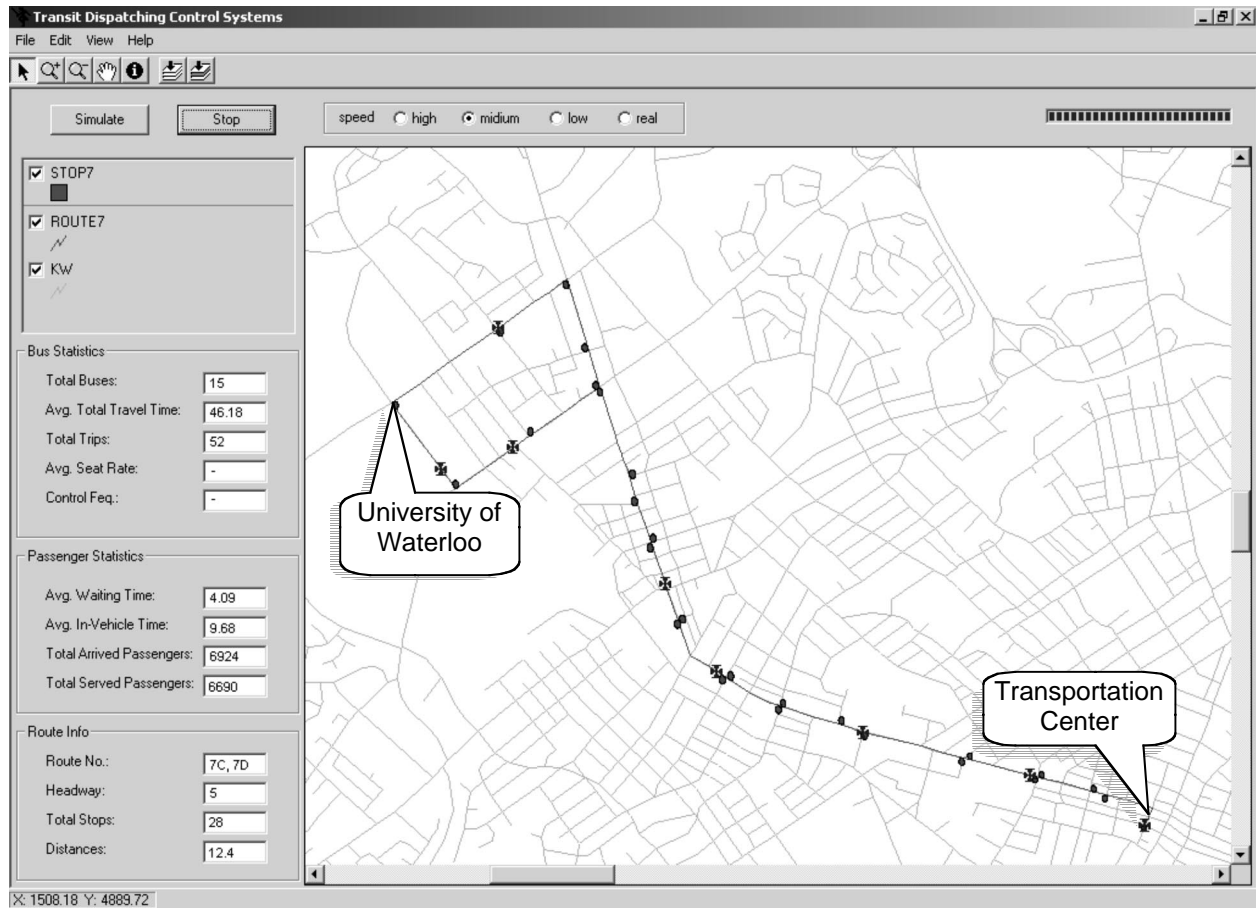 Transit Dispatching Control Systems
File Edit View Help
Simulate Stop
speed high midium low real
STOP7
ROUTE7
KW
Bus Statistics
Total Buses: 15
Avg. Total Travel Time: 46.18
Total Trips: 52
Avg. Seat Rate: -
Control Feq.: -
Passenger Statistics
Avg. Waiting Time: 4.09
Avg. In-Vehicle Time: 9.68
Total Arrived Passengers: 6924
Total Served Passengers: 6690
Route Info
Route No.: 7C, 7D
Headway: 5
Total Stops: 28
Distances: 12.4
University of
Waterloo
Transportation
Center
X: 1508.18 Y: 4889.72